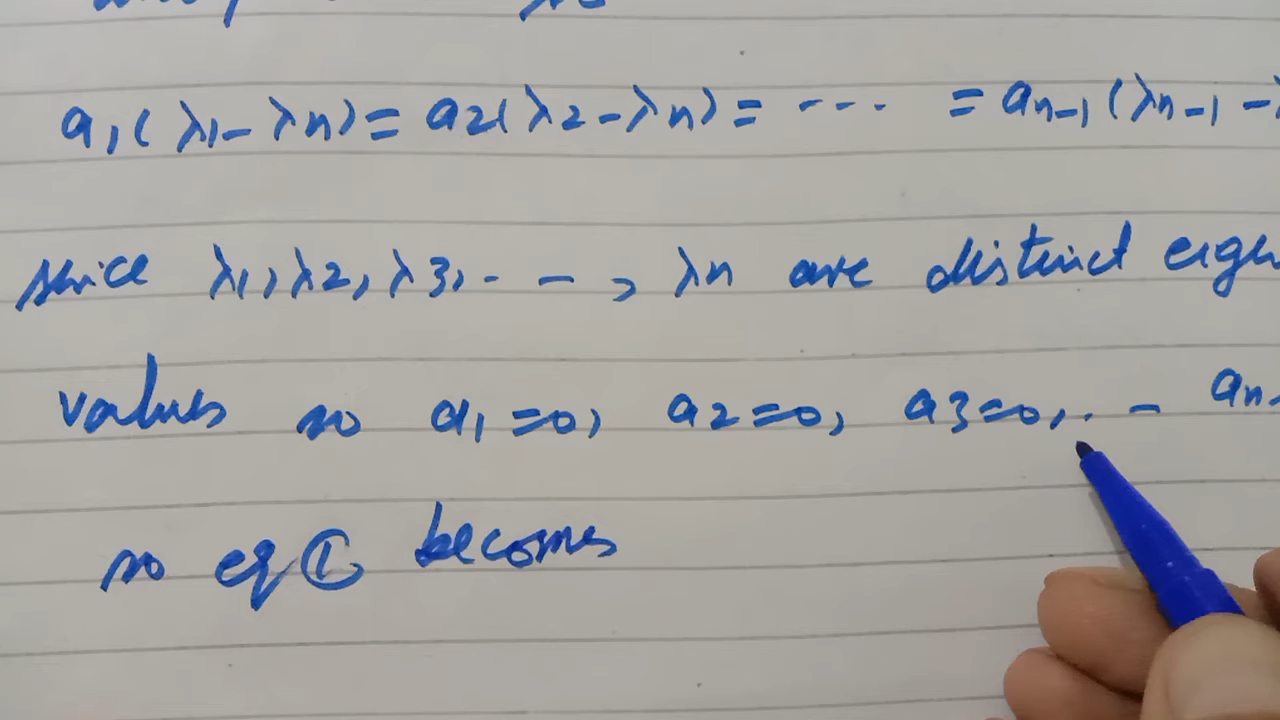 a₁(λ₁-λn)= a2(λ2-λn)= --- = an-1(λn-1-λ
since λ1,λ2,λ3,- - , λn are distinct eigen
values so a₁=0, a2=0, a3=0,.- an-
so eq① becomes